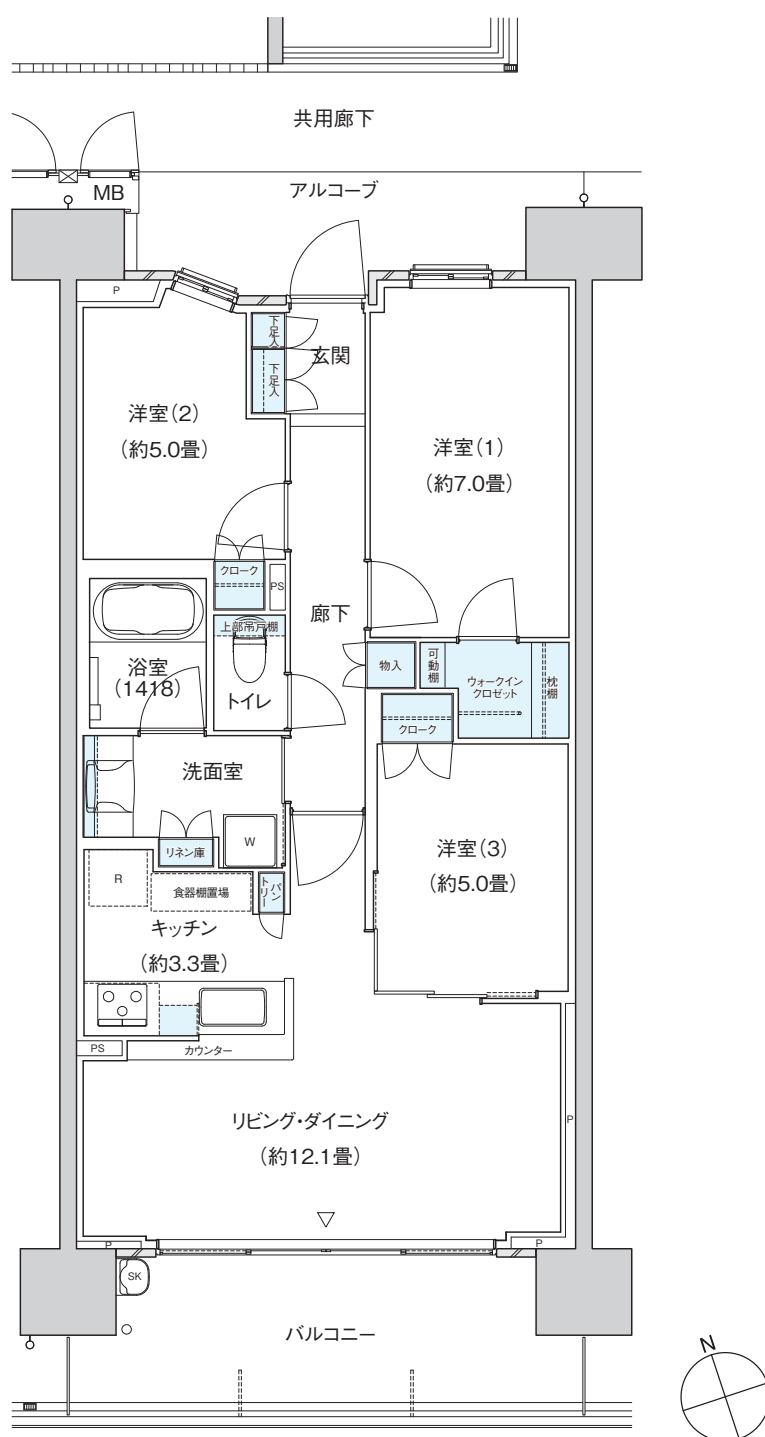 共用廊下
MB
アルコーブ
P
下足入
下足入
玄関
洋室(2)
(約5.0畳)
洋室(1)
(約7.0畳)
クローク
PS
上部吊戸棚
廊下
浴室
(1418)
トイレ
物入
可動棚
ウォークイン
クロゼット
枕棚
クローク
洗面室
リネン庫
W
洋室(3)
(約5.0畳)
R
食器棚置場
パントリー
キッチン
(約3.3畳)
PS
カウンター
リビング・ダイニング
(約12.1畳)
P
P
P
SK
バルコニー
N